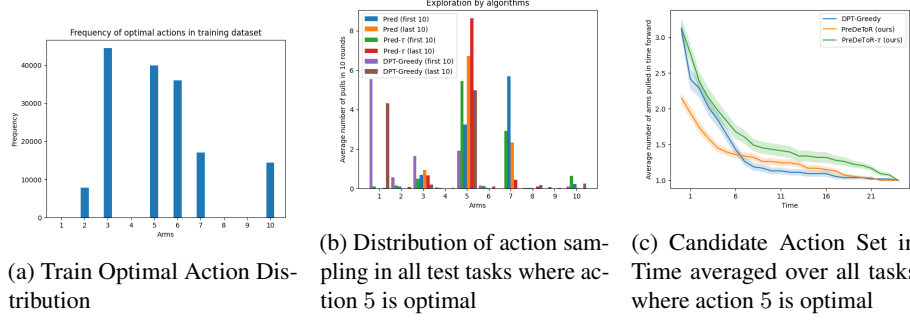 Frequency of optimal actions in training dataset
40000
30000
20000
10000
0
Frequency
1 2 3 4 5 6 7 8 9 10
Arms
(a) Train Optimal Action Dis-
tribution
Exploration by algorithms
Pred (first 10)
Pred (last 10)
Pred-τ (first 10)
Pred-τ (last 10)
DPT-Greedy (first 10)
DPT-Greedy (last 10)
8
6
4
2
0
Average number of pulls in 10 rounds
1 2 3 4 5 6 7 8 9 10
Arms
(b) Distribution of action sam-
pling in all test tasks where ac-
tion 5 is optimal
DPT-Greedy
PreDeToR (ours)
PreDeToR-τ (ours)
3.0
2.5
2.0
1.5
1.0
Average number of arms pulled in time forward
1 6 11 16 21
Time
(c) Candidate Action Set in
Time averaged over all tasks
where action 5 is optimal